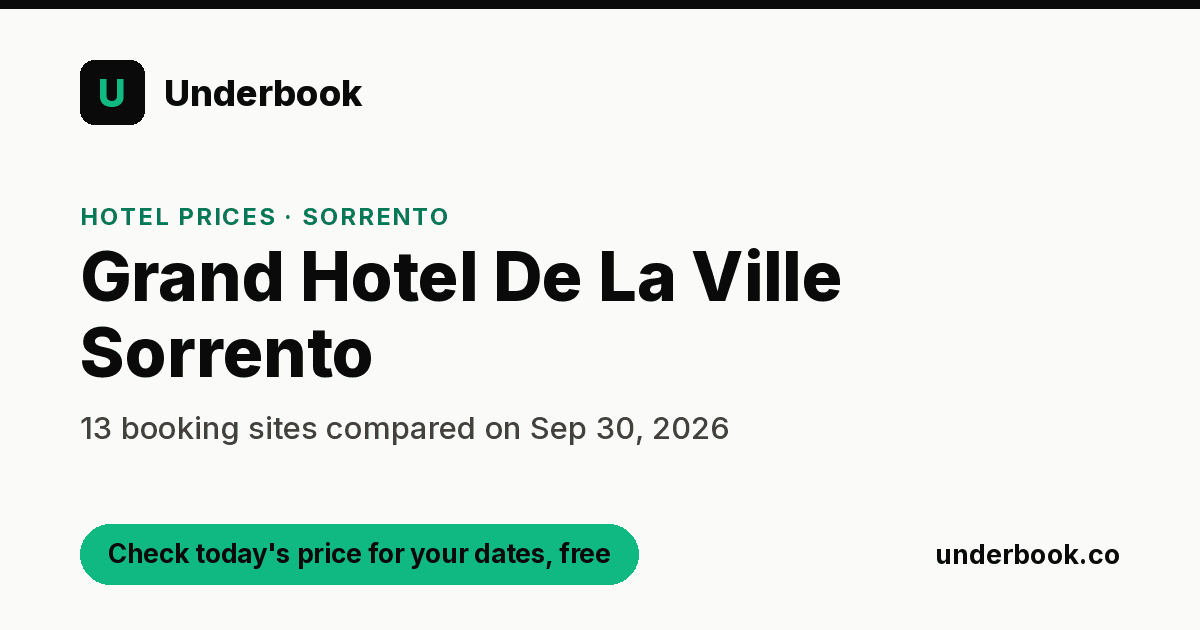 U Underbook
HOTEL PRICES · SORRENTO
Grand Hotel De La Ville
Sorrento
13 booking sites compared on Sep 30, 2026
Check today's price for your dates, free
underbook.co